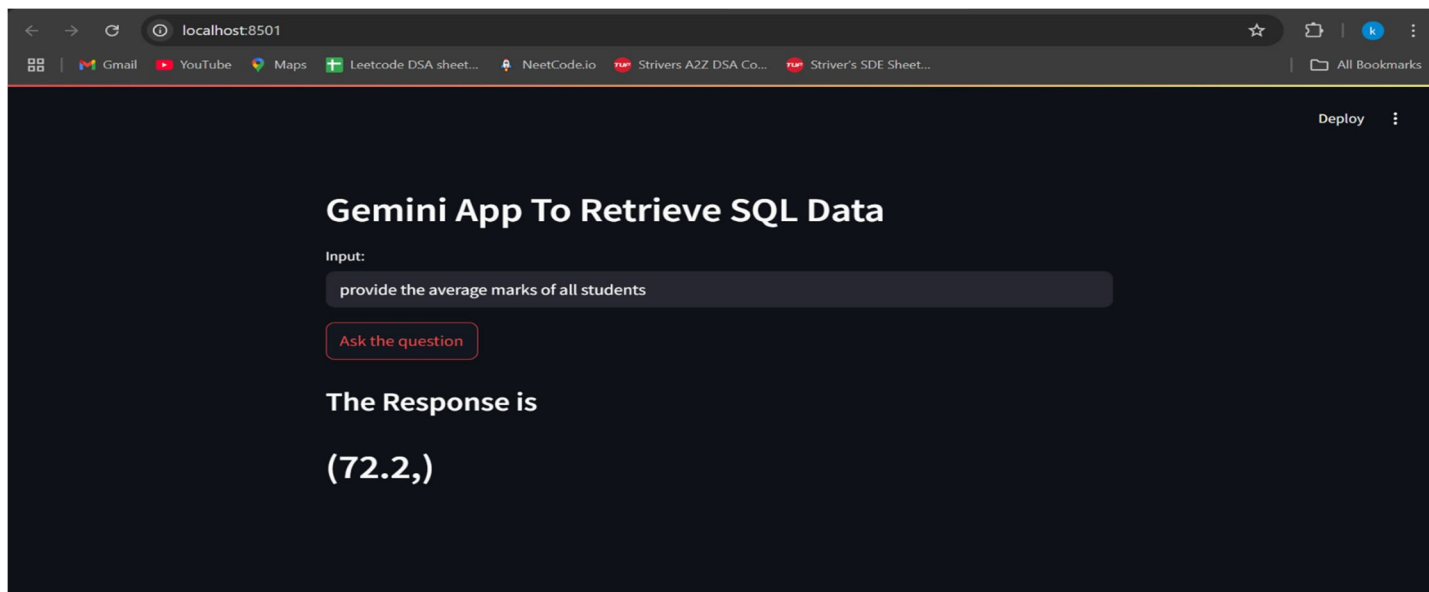 localhost:8501
Gmail YouTube Maps Leetcode DSA sheet... NeetCode.io TUF Strivers A2Z DSA Co... TUF Striver's SDE Sheet... All Bookmarks
k
Deploy
Gemini App To Retrieve SQL Data
Input:
provide the average marks of all students
Ask the question
The Response is
(72.2,)